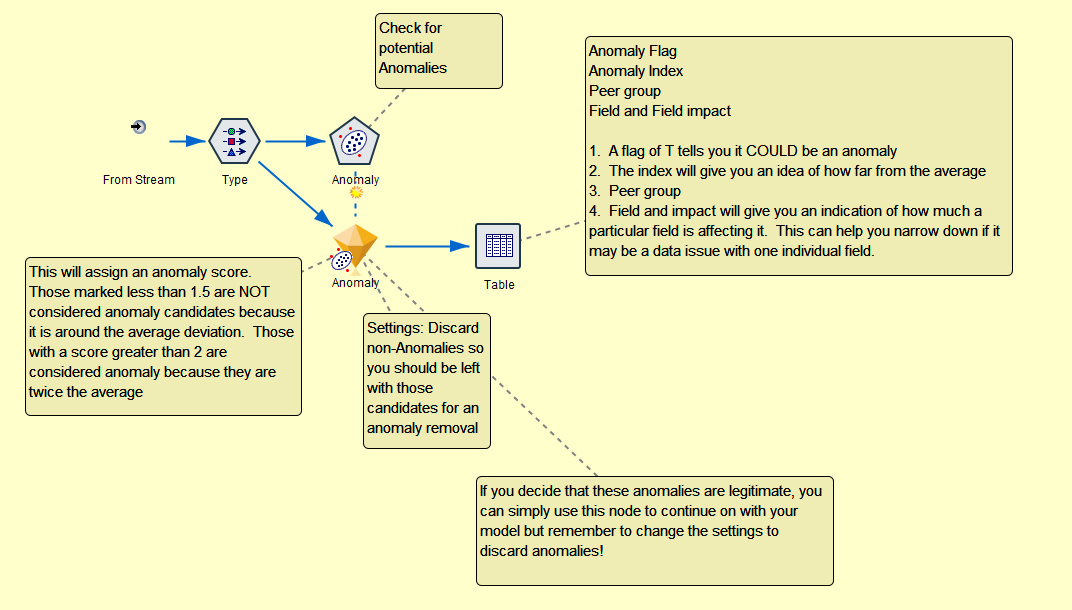 Check for
potential
Anomalies
Anomaly Flag
Anomaly Index
Peer group
Field and Field impact
1.  A flag of T tells you it COULD be an anomaly
2.  The index will give you an idea of how far from the average
3.  Peer group
4.  Field and impact will give you an indication of how much a
particular field is affecting it.  This can help you narrow down if it
may be a data issue with one individual field.
From Stream
Type
Anomaly
Anomaly
Table
This will assign an anomaly score.
Those marked less than 1.5 are NOT
considered anomaly candidates because
it is around the average deviation.  Those
with a score greater than 2 are
considered anomaly because they are
twice the average
Settings: Discard
non-Anomalies so
you should be left
with those
candidates for an
anomaly removal
If you decide that these anomalies are legitimate, you
can simply use this node to continue on with your
model but remember to change the settings to
discard anomalies!